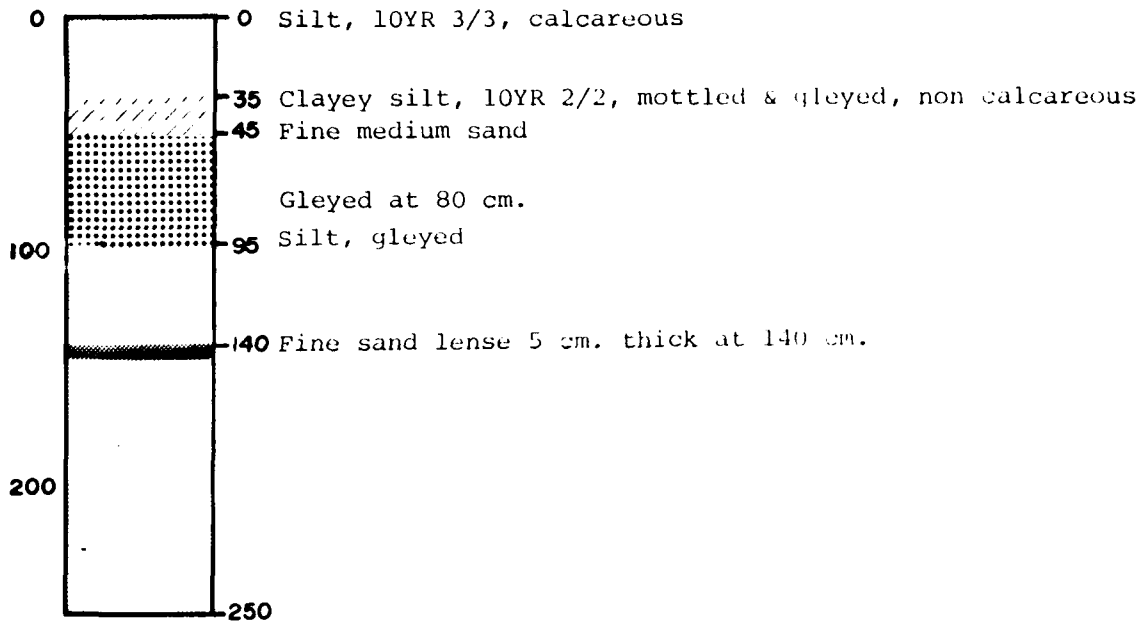 0 0 Silt, 10YR 3/3, calcareous
35 Clayey silt, 10YR 2/2, mottled & gleyed, non calcareous
45 Fine medium sand
Gleyed at 80 cm.
100 95 Silt, gleyed
140 Fine sand lense 5 cm. thick at 140 cm.
200
250